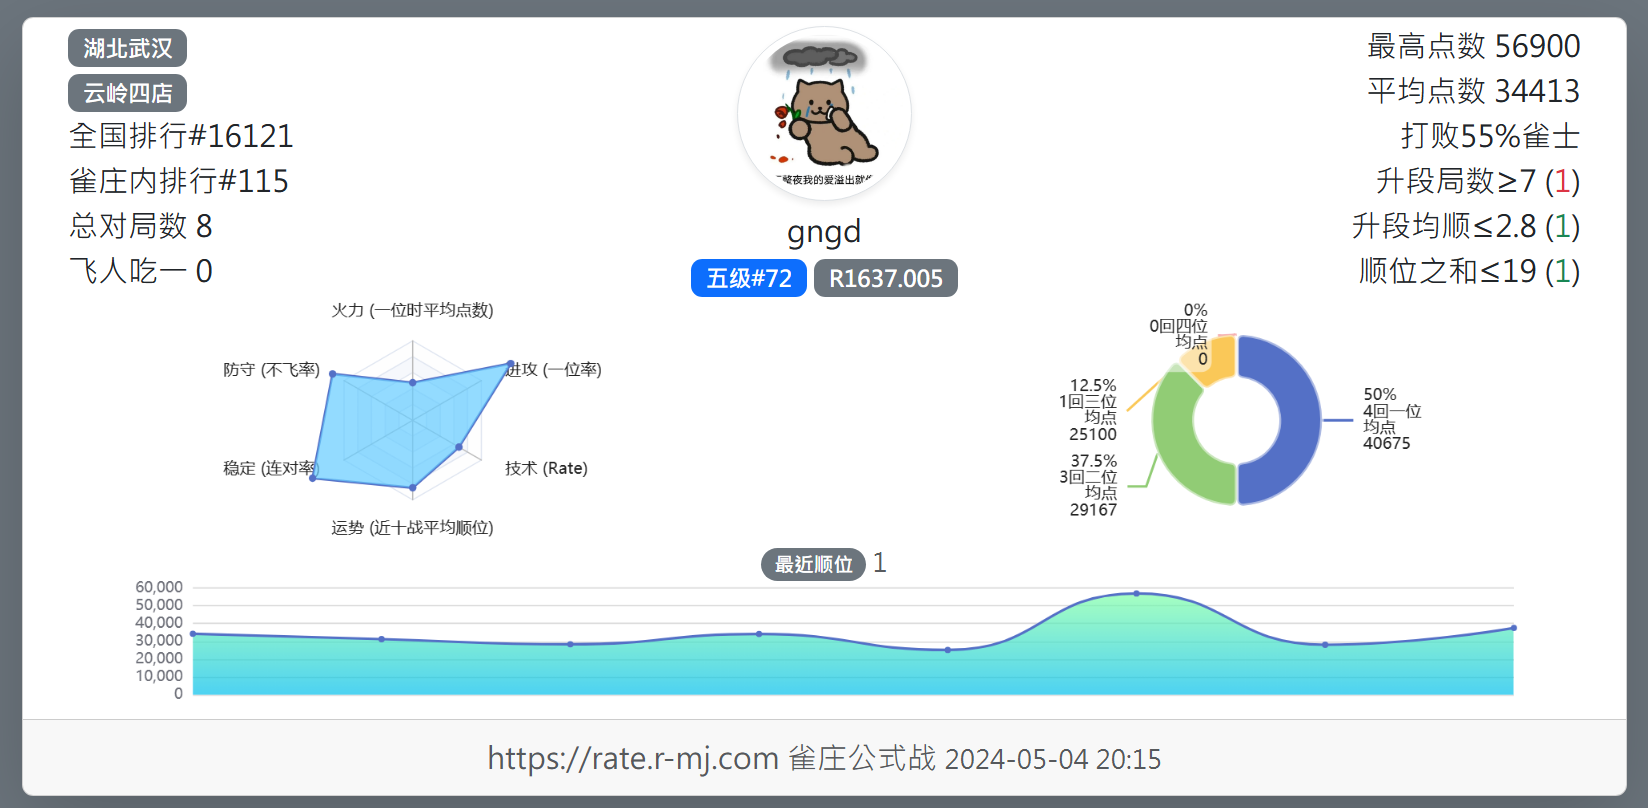 湖北武汉
云岭四店
全国排行#16121
雀庄内排行#115
总对局数 8
飞人吃一 0
整夜我的爱溢出就
gngd
五级#72 R1637.005
最高点数 56900
平均点数 34413
打败55%雀士
升段局数≥7 (1)
升段均顺≤2.8 (1)
顺位之和≤19 (1)
火力 (一位时平均点数)
防守 (不飞率)
进攻 (一位率)
稳定 (连对率)
技术 (Rate)
运势 (近十战平均顺位)
0%
0回四位
均点
0
12.5%
1回三位
均点
25100
37.5%
3回二位
均点
29167
50%
4回一位
均点
40675
最近顺位 1
60,000
50,000
40,000
30,000
20,000
10,000
0
https://rate.r-mj.com 雀庄公式战 2024-05-04 20:15